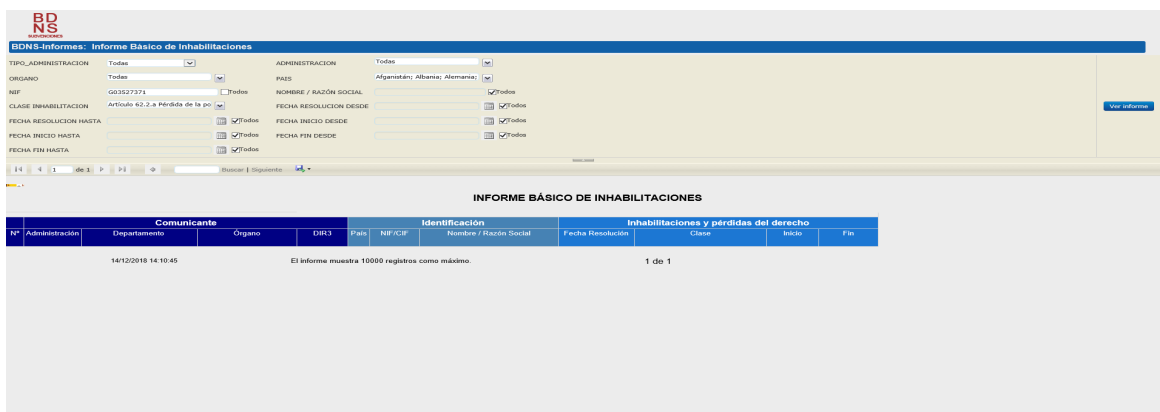 BD
NS
SUBVENCIONES
BDNS-Informes: Informe Básico de Inhabilitaciones
TIPO_ADMINISTRACION Todas ADMINISTRACION Todas
ORGANO Todas PAIS Afganistán; Albania; Alemania;
NIF G03527371 Todos NOMBRE / RAZÓN SOCIAL Todos
CLASE INHABILITACION Artículo 62.2.a Pérdida de la po FECHA RESOLUCION DESDE Todos Ver informe
FECHA RESOLUCION HASTA Todos FECHA INICIO DESDE Todos
FECHA INICIO HASTA Todos FECHA FIN DESDE Todos
FECHA FIN HASTA Todos
1 de 1 Buscar | Siguiente
INFORME BÁSICO DE INHABILITACIONES
Comunicante Identificación Inhabilitaciones y pérdidas del derecho
Nº Administración Departamento Órgano DIR3 País NIF/CIF Nombre / Razón Social Fecha Resolución Clase Inicio Fin
14/12/2018 14:10:45 El informe muestra 10000 registros como máximo. 1 de 1